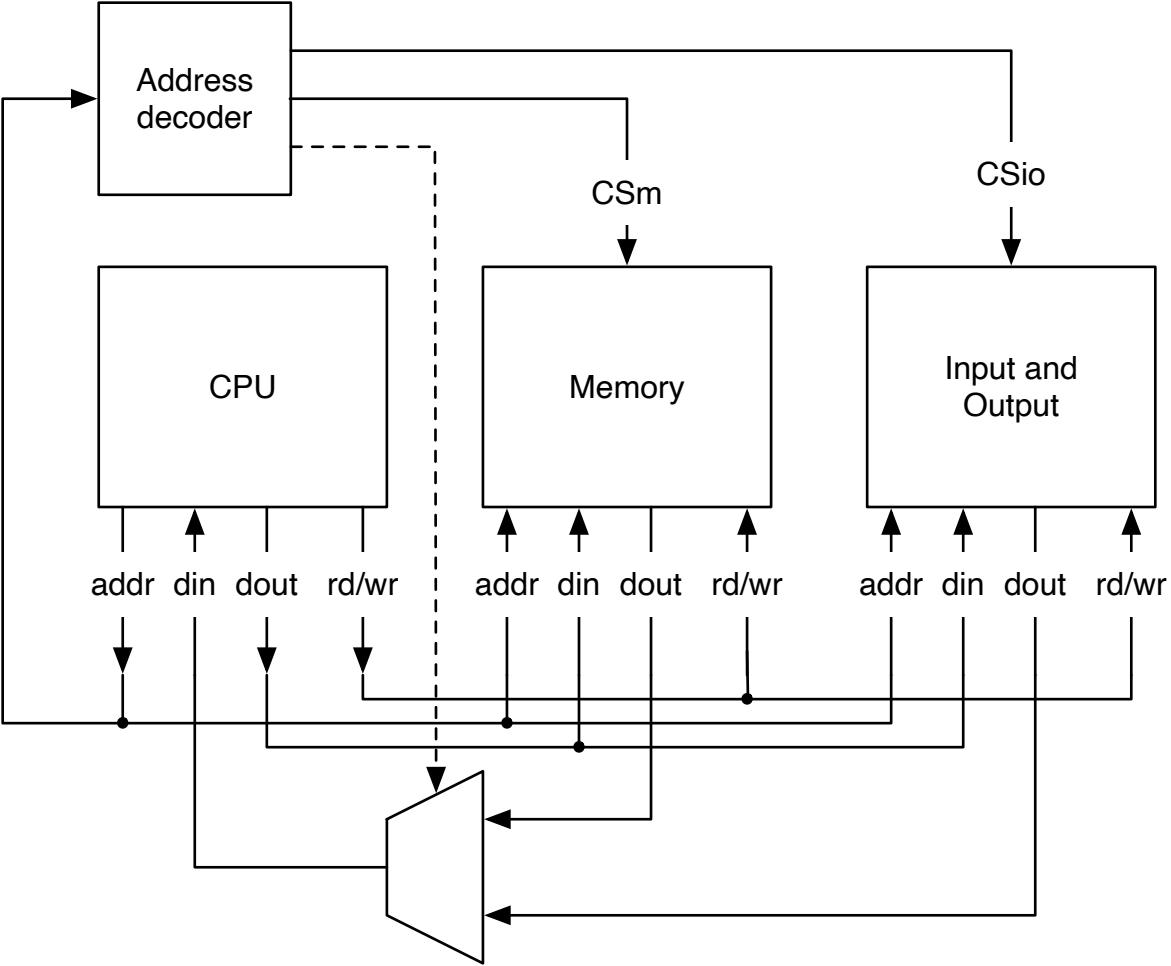 Address
decoder
CSm
CSio
CPU
Memory
Input and
Output
addr din dout rd/wr
addr din dout rd/wr
addr din dout rd/wr